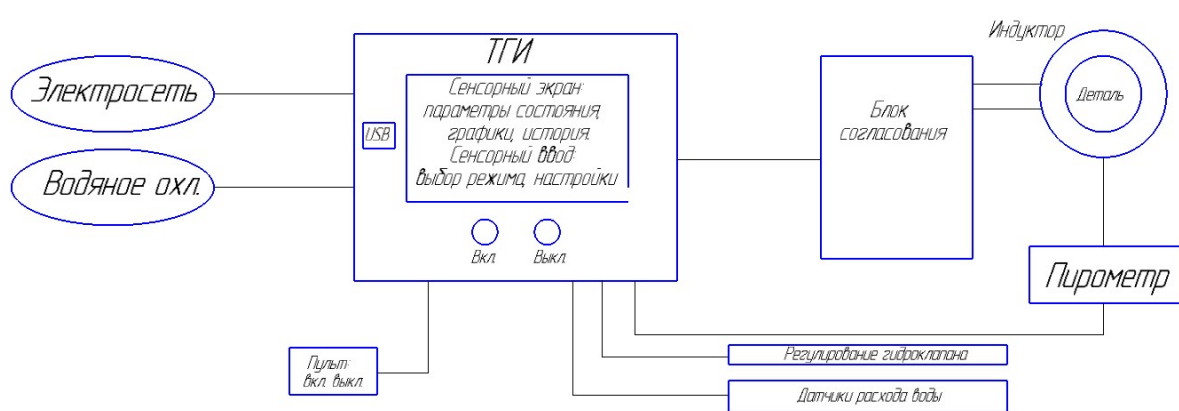 Индуктор
ТГИ
Электросеть
Сенсорный экран:
параметры состояния,
графики, история.
Сенсорный ввод:
выбор режима, настройки
USB
Блок
согласования
Деталь
Водяное охл.
Вкл.
Выкл.
Пирометр
Пульт:
вкл. выкл.
Регулирование гидроклапана
Датчики расхода воды